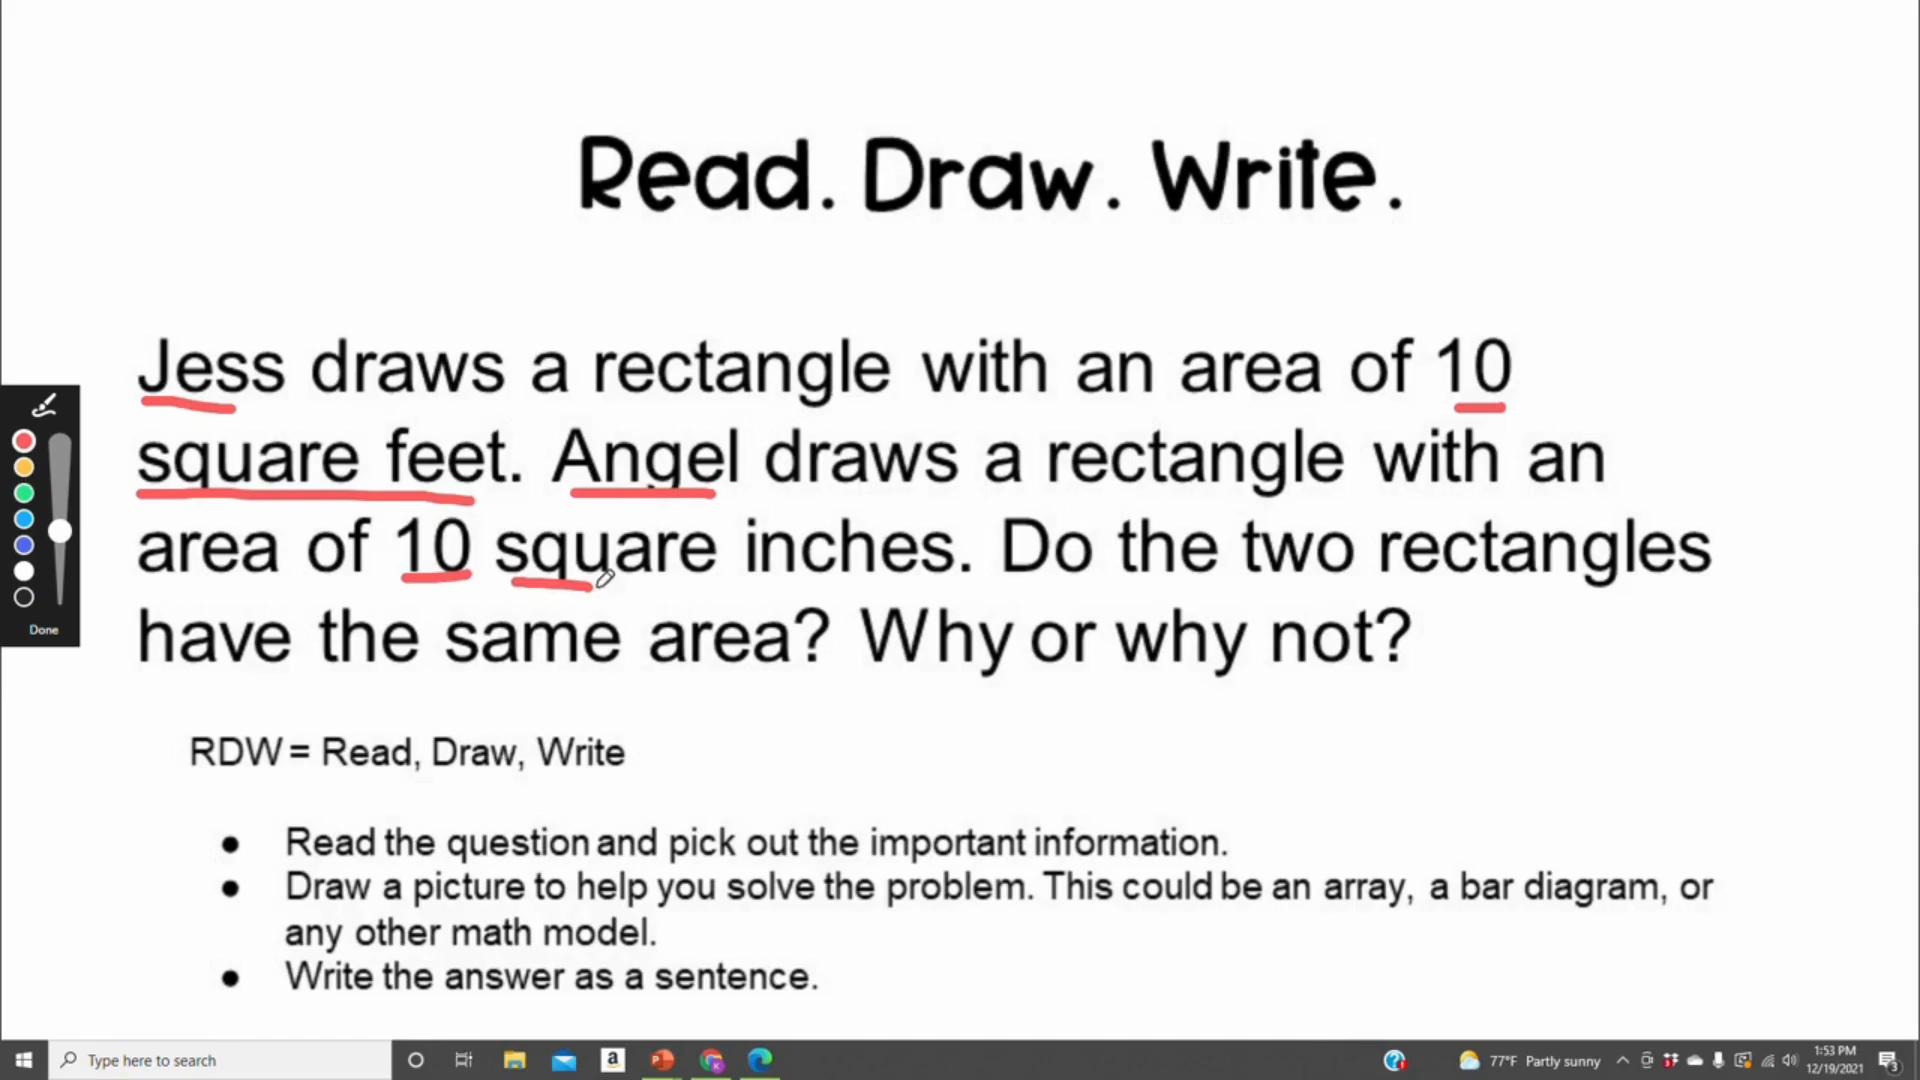 Read. Draw. Write.
Jess draws a rectangle with an area of 10
square feet. Angel draws a rectangle with an
area of 10 square inches. Do the two rectangles
have the same area? Why or why not?
Done
RDW= Read, Draw, Write
● Read the question and pick out the important information.
● Draw a picture to help you solve the problem. This could be an array, a bar diagram, or
any other math model.
● Write the answer as a sentence.
Type here to search
77°F Partly sunny
1:53 PM
12/19/2021
3